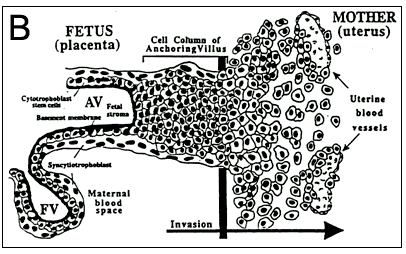 B
FETUS
(placenta)
Cell Column of
Anchoring Villus
MOTHER
(uterus)
Cytotrophoblast
stem cells
AV
Fetal
stroma
Basement membrane
Uterine
blood
vessels
Syncytiotrophoblast
Maternal
blood
space
FV
Invasion